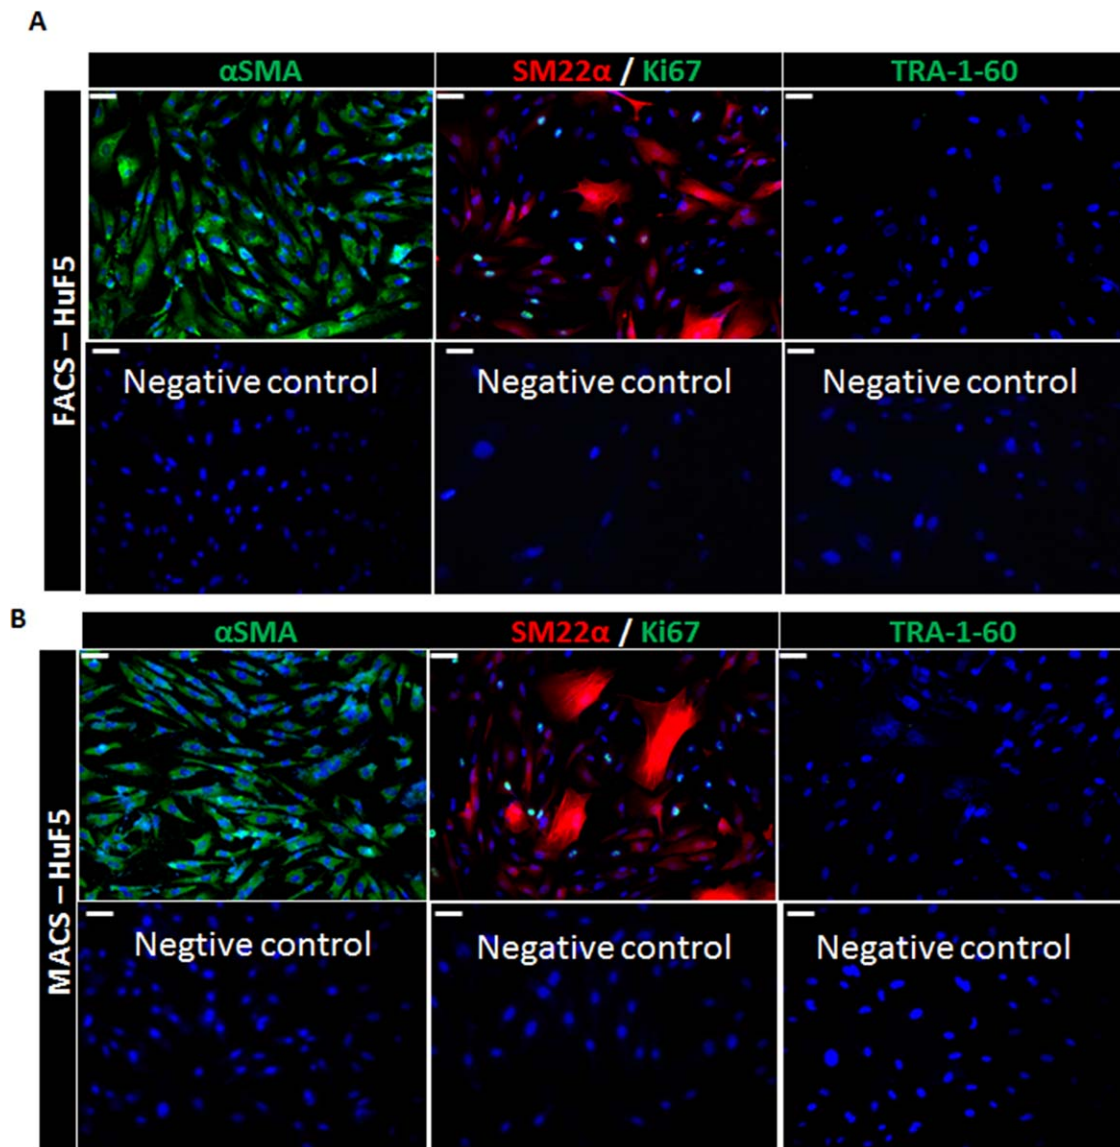 A
αSMA
SM22α / Ki67
TRA-1-60
FACS – HuF5
Negative control
Negative control
Negative control
B
αSMA
SM22α / Ki67
TRA-1-60
MACS – HuF5
Negtive control
Negative control
Negative control